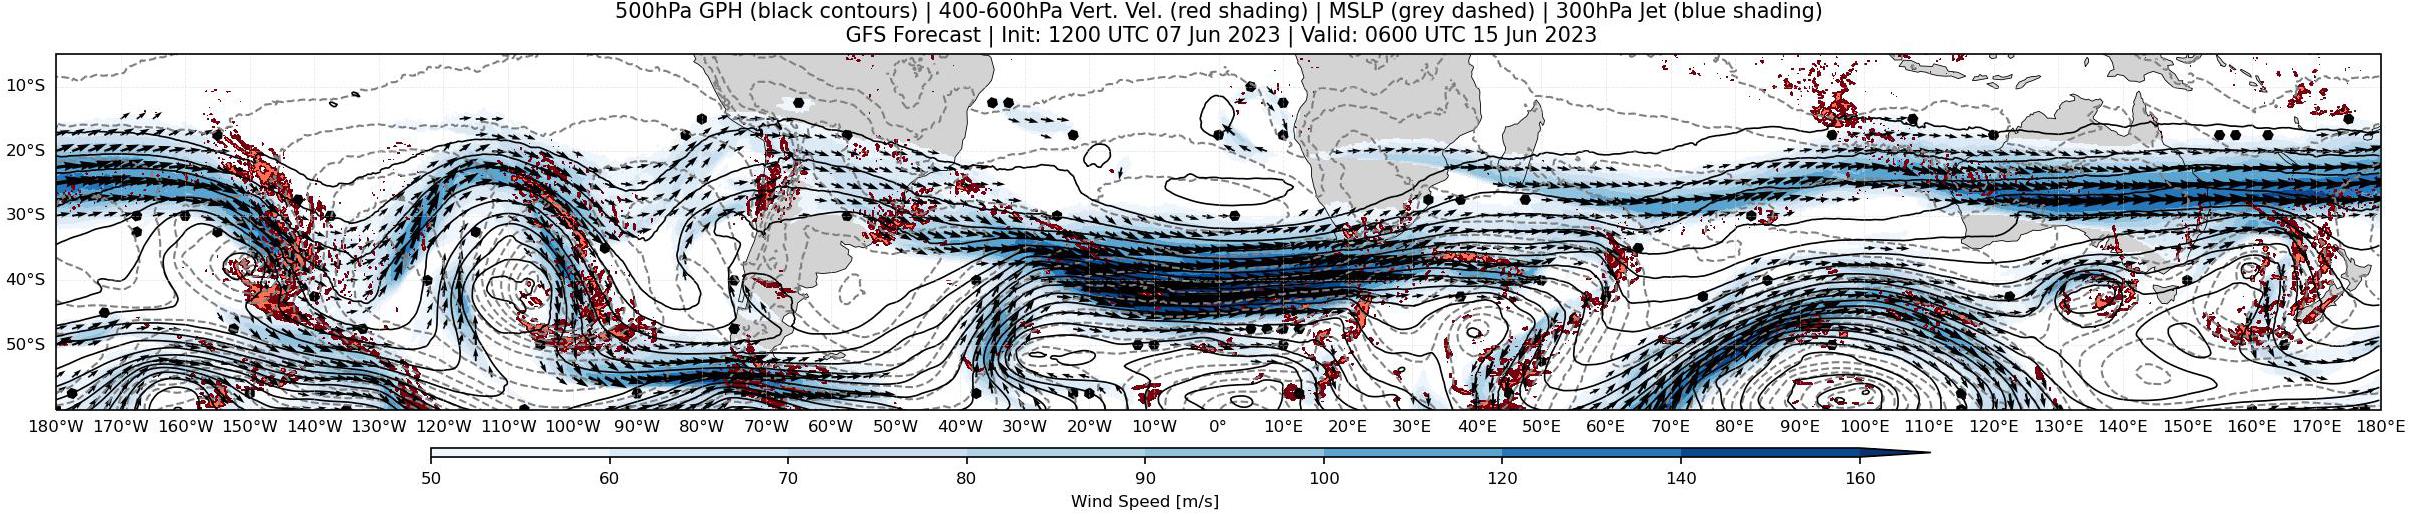 500hPa GPH (black contours) | 400-600hPa Vert. Vel. (red shading) | MSLP (grey dashed) | 300hPa Jet (blue shading)
GFS Forecast | Init: 1200 UTC 07 Jun 2023 | Valid: 0600 UTC 15 Jun 2023
10°S
20°S
30°S
40°S
50°S
180°W 170°W 160°W 150°W 140°W 130°W 120°W 110°W 100°W 90°W 80°W 70°W 60°W 50°W 40°W 30°W 20°W 10°W 0° 10°E 20°E 30°E 40°E 50°E 60°E 70°E 80°E 90°E 100°E 110°E 120°E 130°E 140°E 150°E 160°E 170°E 180°E
50 60 70 80 90 100 120 140 160
Wind Speed [m/s]